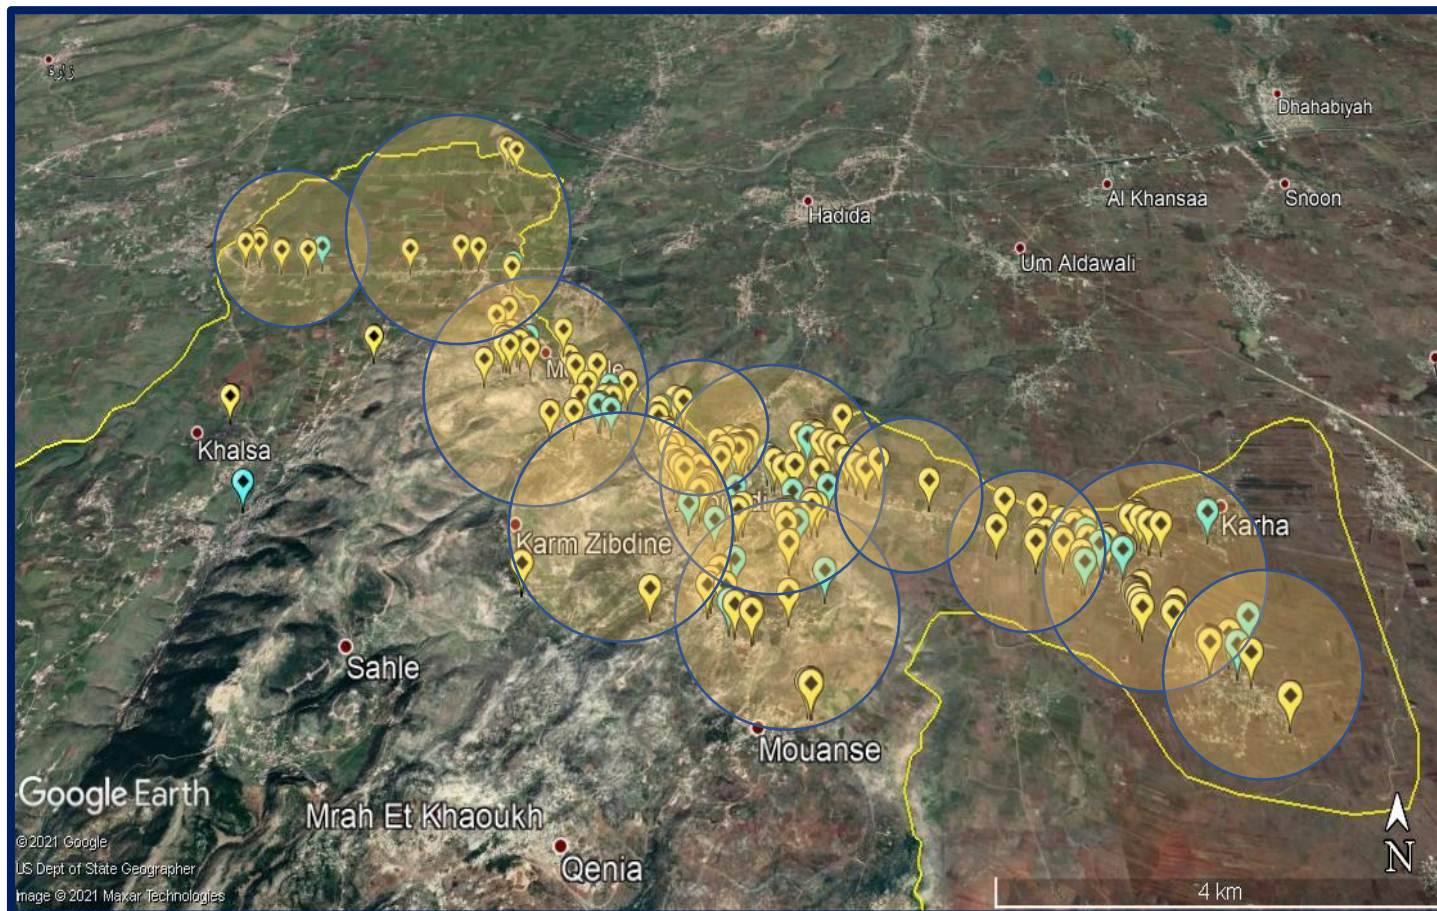 زارة
Dhahabiyah
Al Khansaa
Snoon
Hadida
Um Aldawali
Khalsa
Karha
Karm Zibdine
Sahle
Mouanse
Google Earth
Mrah Et Khaoukh
©2021 Google
US Dept of State Geographer
Qenia
N
Image © 2021 Maxar Technologies
4 km